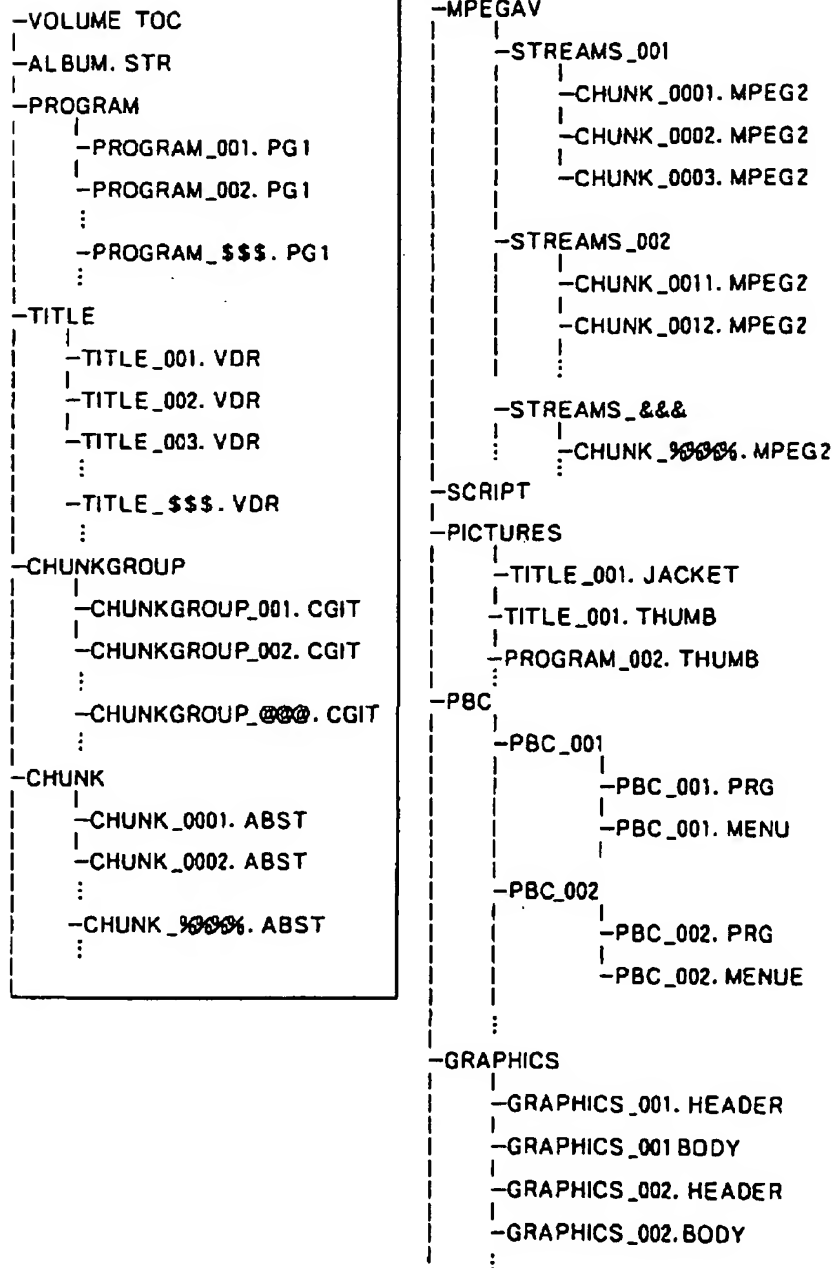 VOLUME TOC
ALBUM. STR
PROGRAM
PROGRAM_001. PG1
PROGRAM_002. PG1
PROGRAM_$$$. PG1
TITLE
TITLE_001. VDR
TITLE_002. VDR
TITLE_003. VDR
TITLE_$$$. VDR
CHUNKGROUP
CHUNKGROUP_001. CGIT
CHUNKGROUP_002. CGIT
CHUNKGROUP_@@@. CGIT
CHUNK
CHUNK_0001. ABST
CHUNK_0002. ABST
CHUNK_%%%%. ABST
MPEGAV
STREAMS_001
CHUNK_0001. MPEG2
CHUNK_0002. MPEG2
CHUNK_0003. MPEG2
STREAMS_002
CHUNK_0011. MPEG2
CHUNK_0012. MPEG2
STREAMS_&&&
CHUNK_%%%%. MPEG2
SCRIPT
PICTURES
TITLE_001. JACKET
TITLE_001. THUMB
PROGRAM_002. THUMB
PBC
PBC_001
PBC_001. PRG
PBC_001. MENU
PBC_002
PBC_002. PRG
PBC_002. MENUE
GRAPHICS
GRAPHICS_001. HEADER
GRAPHICS_001 BODY
GRAPHICS_002. HEADER
GRAPHICS_002. BODY